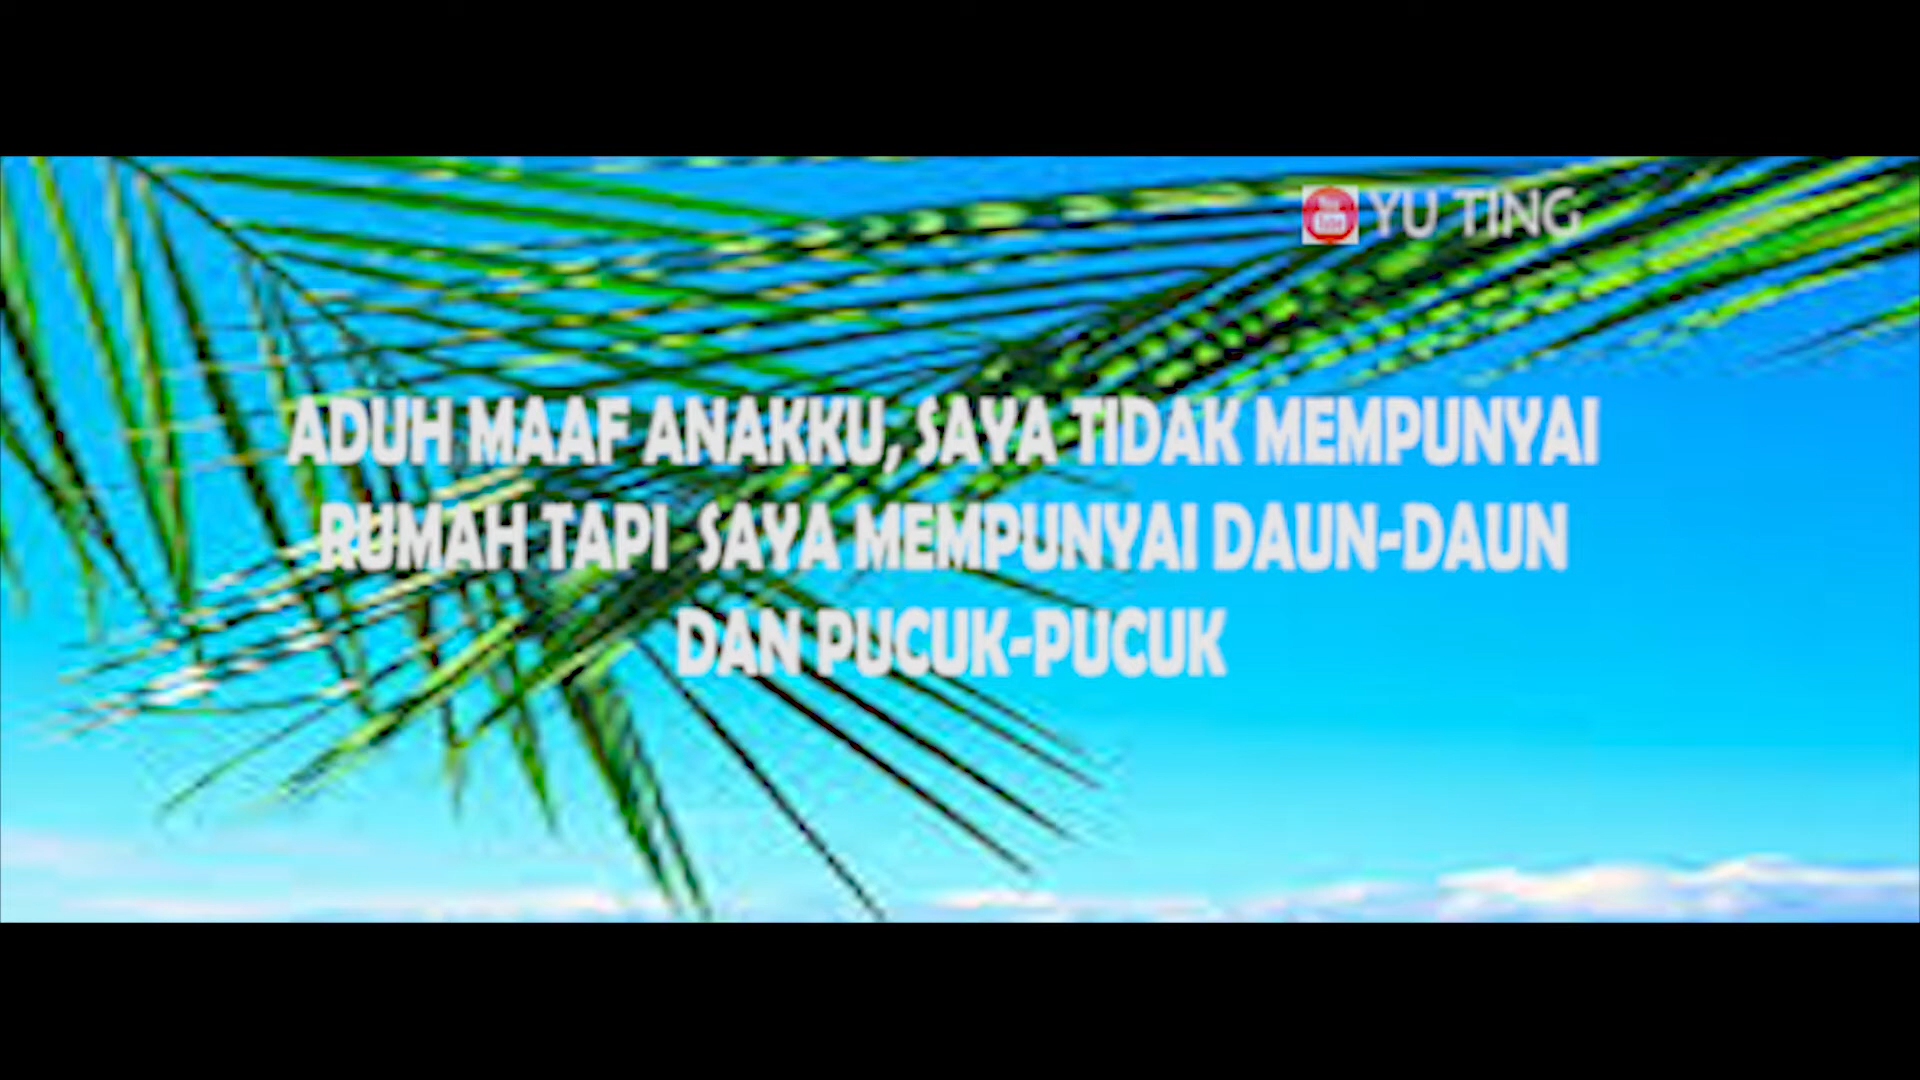 YU TING
ADUH MAAF ANAKKU, SAYA TIDAK MEMPUNYAI
RUMAH TAPI SAYA MEMPUNYAI DAUN-DAUN
DAN PUCUK-PUCUK